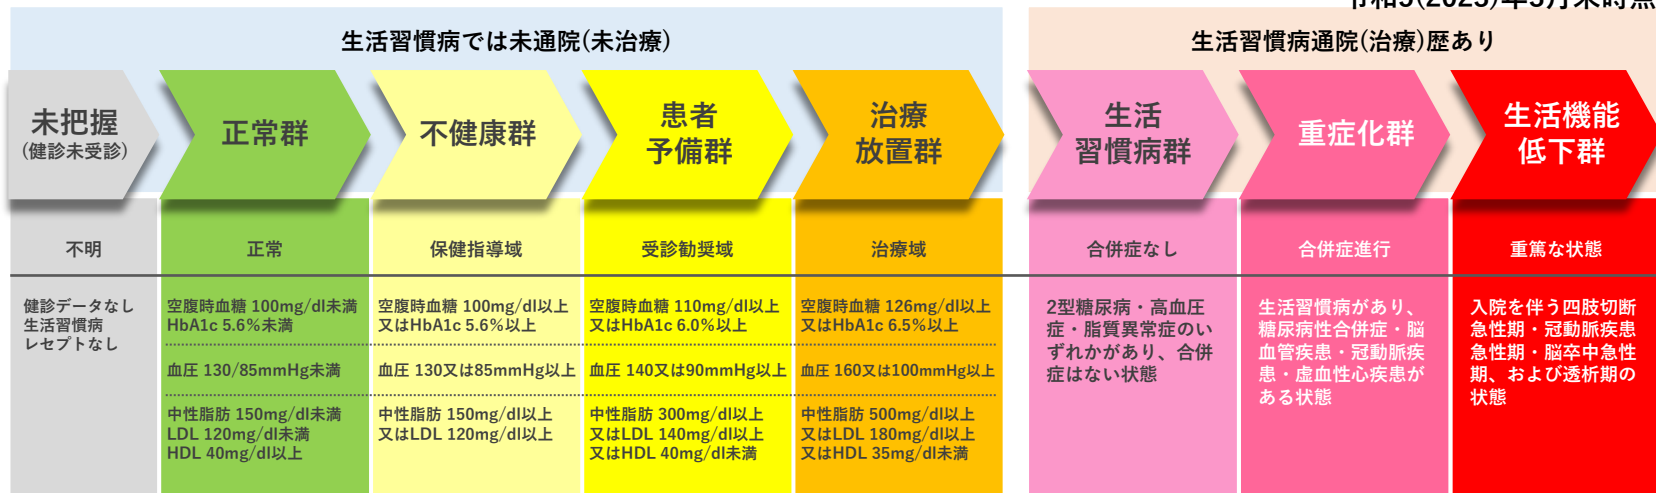 生活習慣病では未通院(未治療)
生活習慣病通院(治療)歴あり
未把握
(健診未受診)
正常群
不健康群
患者
予備群
治療
放置群
生活
習慣病群
重症化群
生活機能
低下群
不明
正常
保健指導域
受診勧奨域
治療域
合併症なし
合併症進行
重篤な状態
健診データなし
生活習慣病
レセプトなし
空腹時血糖 100mg/dl未満
HbA1c 5.6%未満
血圧 130/85mmHg未満
中性脂肪 150mg/dl未満
LDL 120mg/dl未満
HDL 40mg/dl以上
空腹時血糖 100mg/dl以上
又はHbA1c 5.6%以上
血圧 130又は85mmHg以上
中性脂肪 150mg/dl以上
又はLDL 120mg/dl以上
空腹時血糖 110mg/dl以上
又はHbA1c 6.0%以上
血圧 140又は90mmHg以上
中性脂肪 300mg/dl以上
又はLDL 140mg/dl以上
又はHDL 40mg/dl未満
空腹時血糖 126mg/dl以上
又はHbA1c 6.5%以上
血圧 160又は100mmHg以上
中性脂肪 500mg/dl以上
又はLDL 180mg/dl以上
又はHDL 35mg/dl未満
2型糖尿病・高血圧
症・脂質異常症のい
ずれかがあり、合併
症はない状態
生活習慣病があり、
糖尿病性合併症・脳
血管疾患・冠動脈疾
患・虚血性心疾患が
ある状態
入院を伴う四肢切断
急性期・冠動脈疾患
急性期・脳卒中急性
期、および透析期の
状態